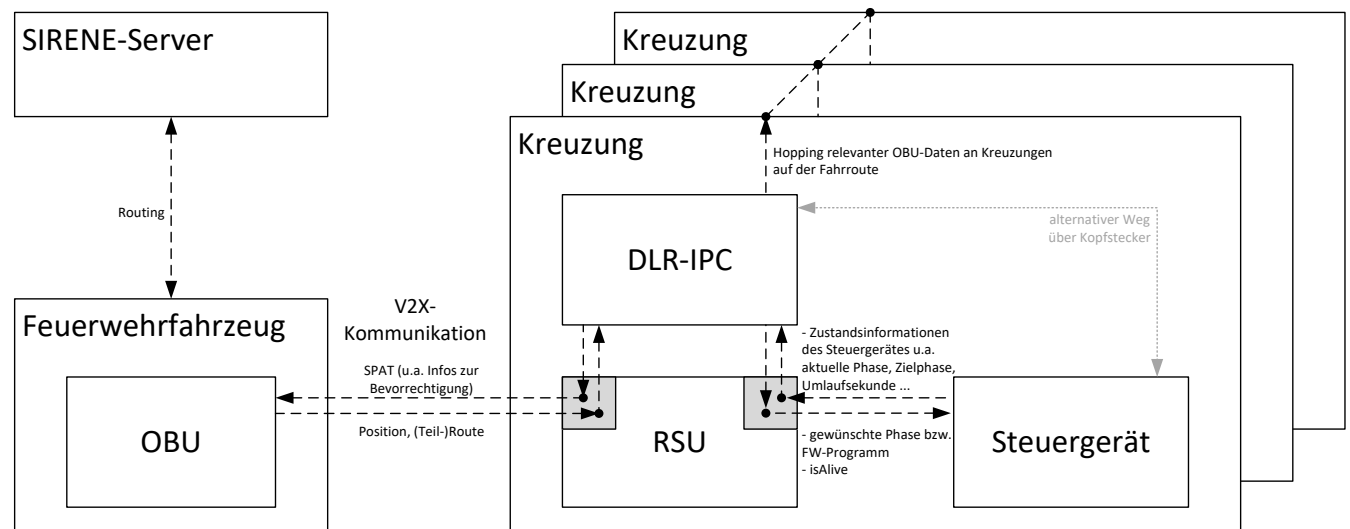 SIRENE-Server
Routing
Feuerwehrfahrzeug
OBU
V2X-
Kommunikation
SPAT (u.a. Infos zur
Bevorrechtigung)
Position, (Teil-)Route
Kreuzung
Kreuzung
Kreuzung
Hopping relevanter OBU-Daten an Kreuzungen
auf der Fahrroute
alternativer Weg
über Kopfstecker
DLR-IPC
- Zustandsinformationen
des Steuergerätes u.a.
aktuelle Phase, Zielphase,
Umlaufsekunde ...
RSU
- gewünschte Phase bzw.
FW-Programm
- isAlive
Steuergerät